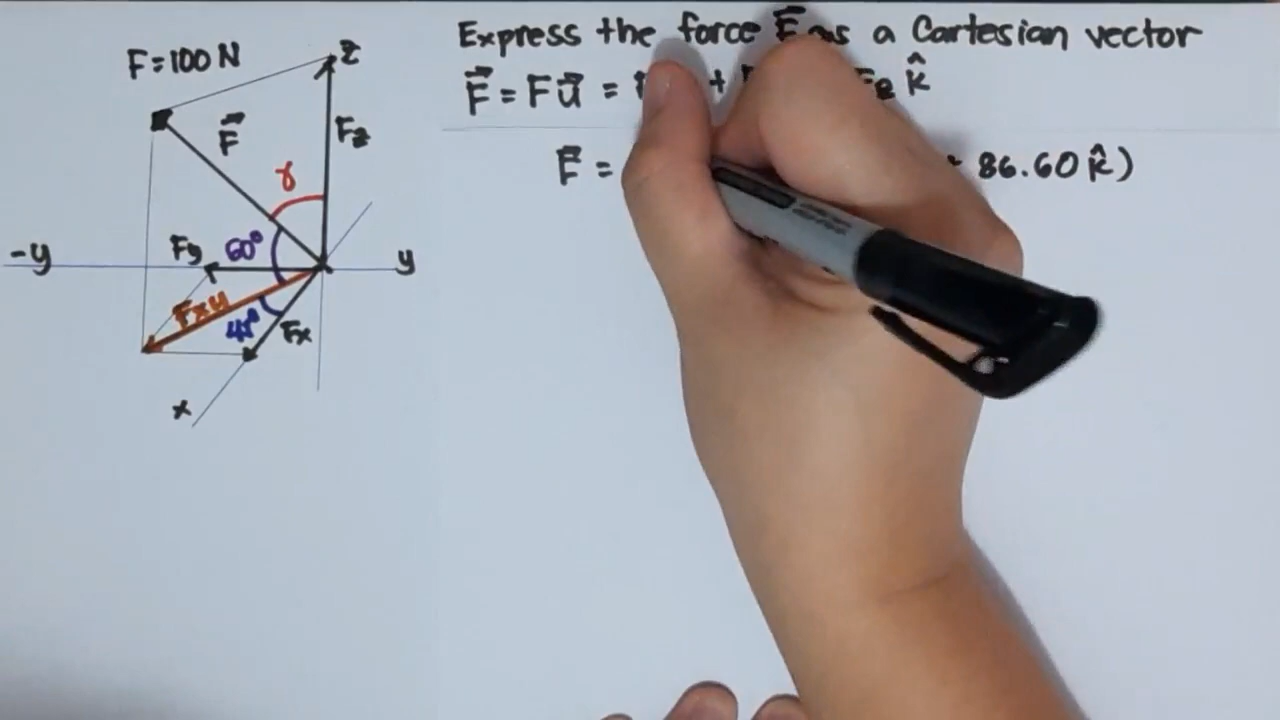 Express the force F⃗ as a Cartesian vector
F⃗ = Fu⃗ = + Fz k̂
F⃗ = 86.60 k̂ )
F = 100 N
z
F⃗
Fz
γ
-y
Fy
60°
y
Fxy
45°
Fx
x